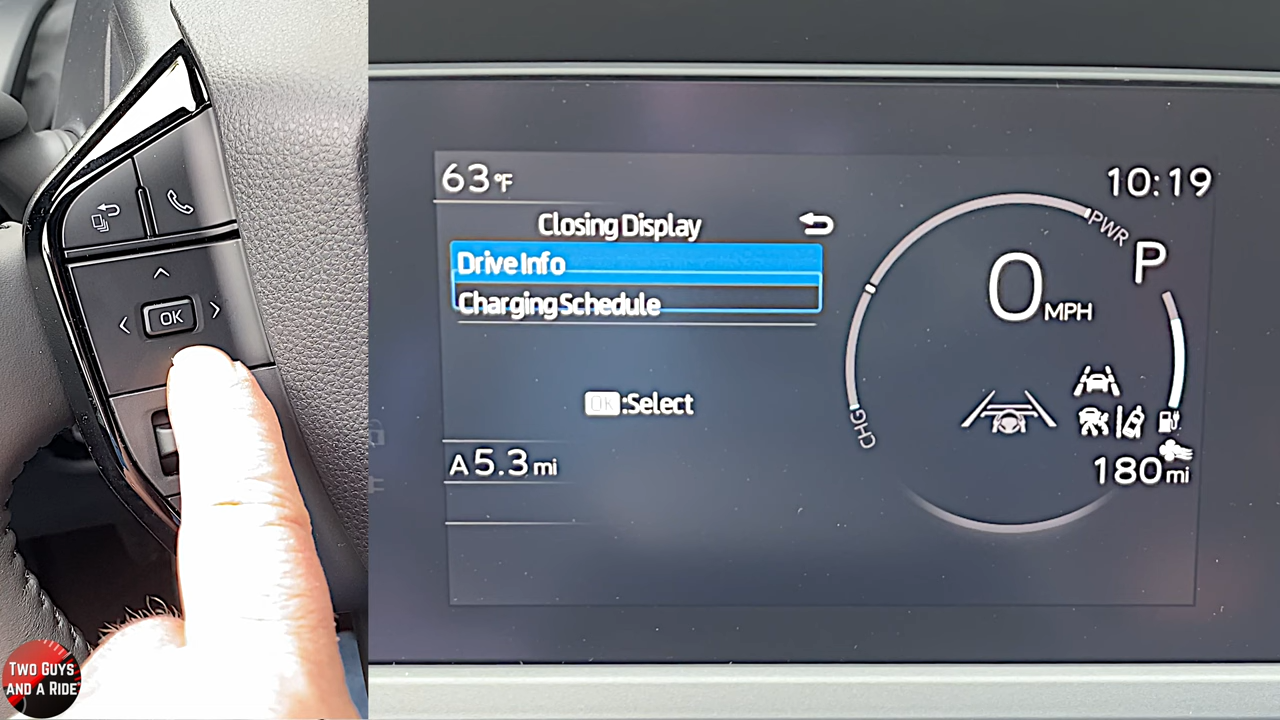 OK
TWO GUYS
AND A RIDE
63°F
10:19
Closing Display
Drive Info
Charging Schedule
OK:Select
A 5.3 mi
PWR
P
0 MPH
CHG
180 mi